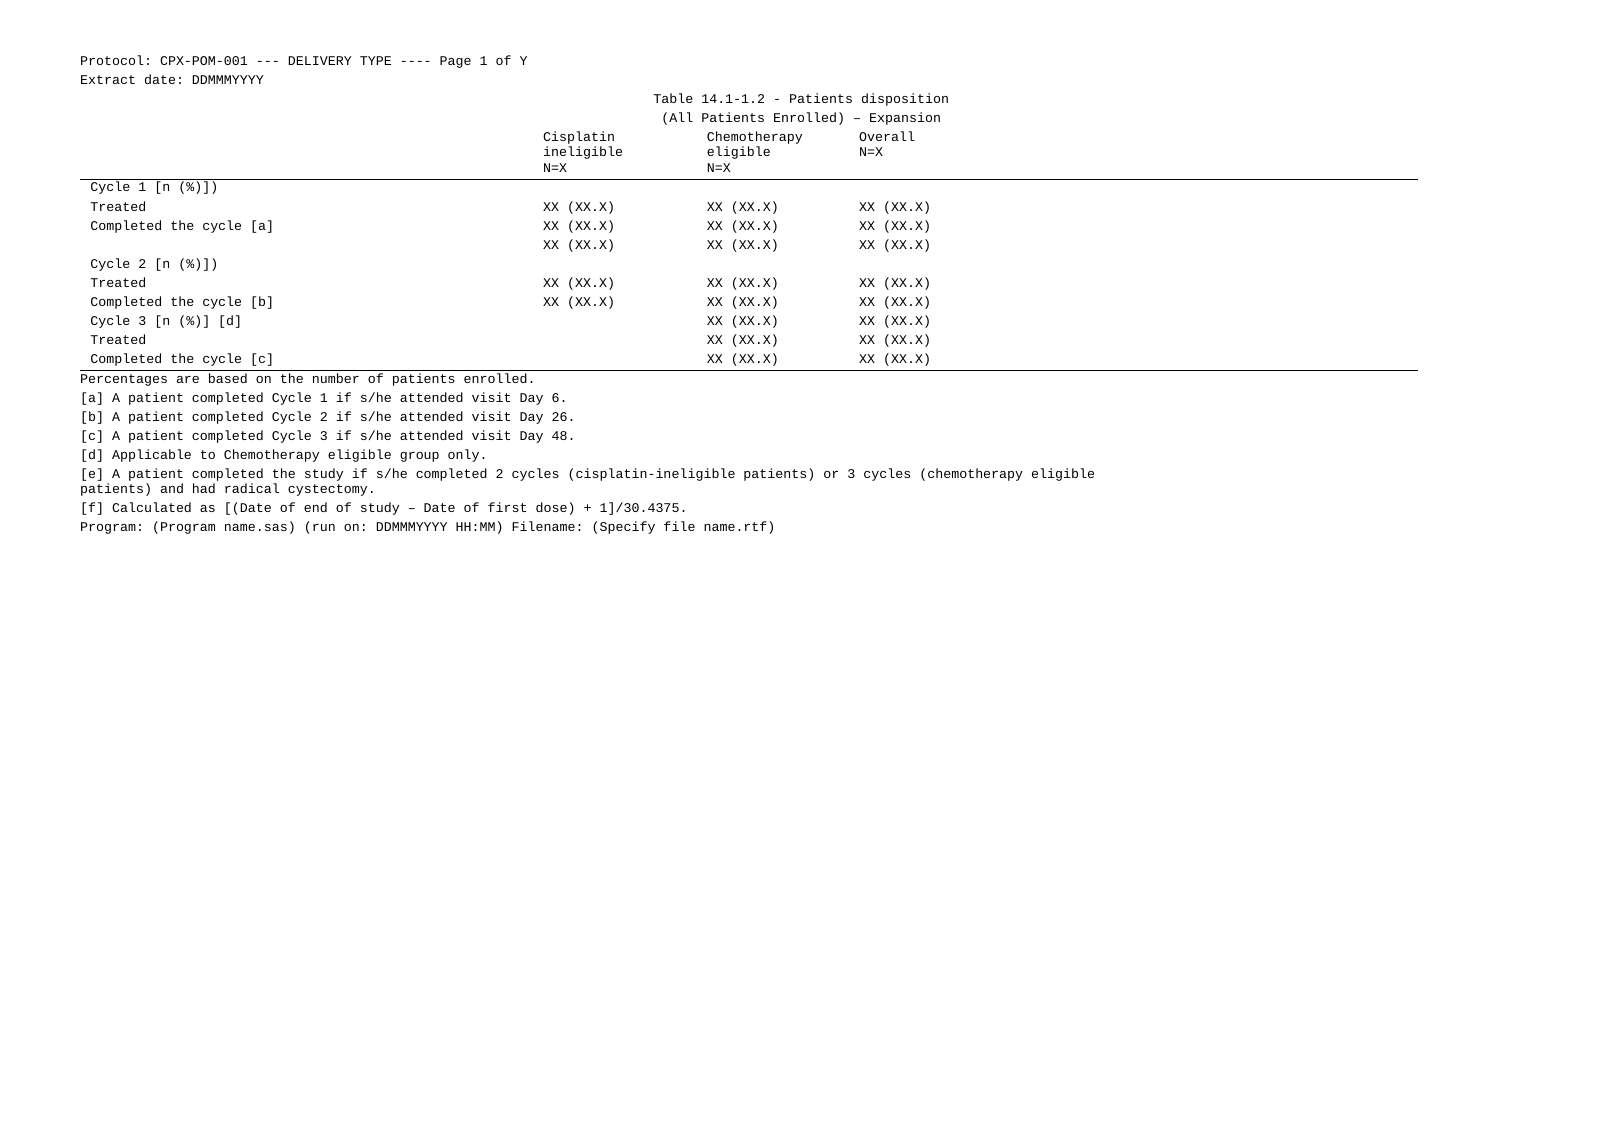 Protocol: CPX-POM-001 --- DELIVERY TYPE ---- Page 1 of Y
Extract date: DDMMMYYYY
Table 14.1-1.2 - Patients disposition
(All Patients Enrolled) – Expansion
Cisplatin Chemotherapy Overall
ineligible eligible N=X
N=X N=X
Cycle 1 [n (%)])
Treated XX (XX.X) XX (XX.X) XX (XX.X)
Completed the cycle [a] XX (XX.X) XX (XX.X) XX (XX.X)
XX (XX.X) XX (XX.X) XX (XX.X)
Cycle 2 [n (%)])
Treated XX (XX.X) XX (XX.X) XX (XX.X)
Completed the cycle [b] XX (XX.X) XX (XX.X) XX (XX.X)
Cycle 3 [n (%)] [d] XX (XX.X) XX (XX.X)
Treated XX (XX.X) XX (XX.X)
Completed the cycle [c] XX (XX.X) XX (XX.X)
Percentages are based on the number of patients enrolled.
[a] A patient completed Cycle 1 if s/he attended visit Day 6.
[b] A patient completed Cycle 2 if s/he attended visit Day 26.
[c] A patient completed Cycle 3 if s/he attended visit Day 48.
[d] Applicable to Chemotherapy eligible group only.
[e] A patient completed the study if s/he completed 2 cycles (cisplatin-ineligible patients) or 3 cycles (chemotherapy eligible
patients) and had radical cystectomy.
[f] Calculated as [(Date of end of study – Date of first dose) + 1]/30.4375.
Program: (Program name.sas) (run on: DDMMMYYYY HH:MM) Filename: (Specify file name.rtf)